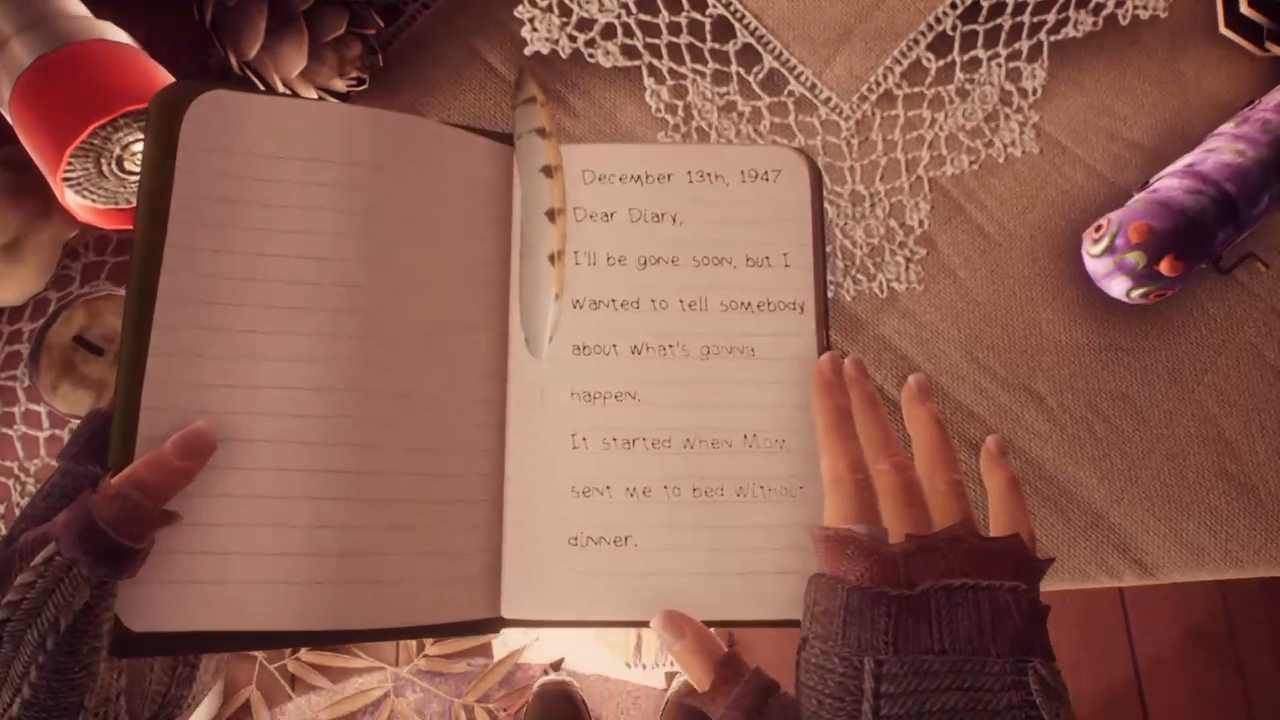 December 13th, 1947
Dear Diary,
I'll be gone soon, but I
wanted to tell somebody
about what's gonna
happen.
It started when Mom
sent me to bed without
dinner.